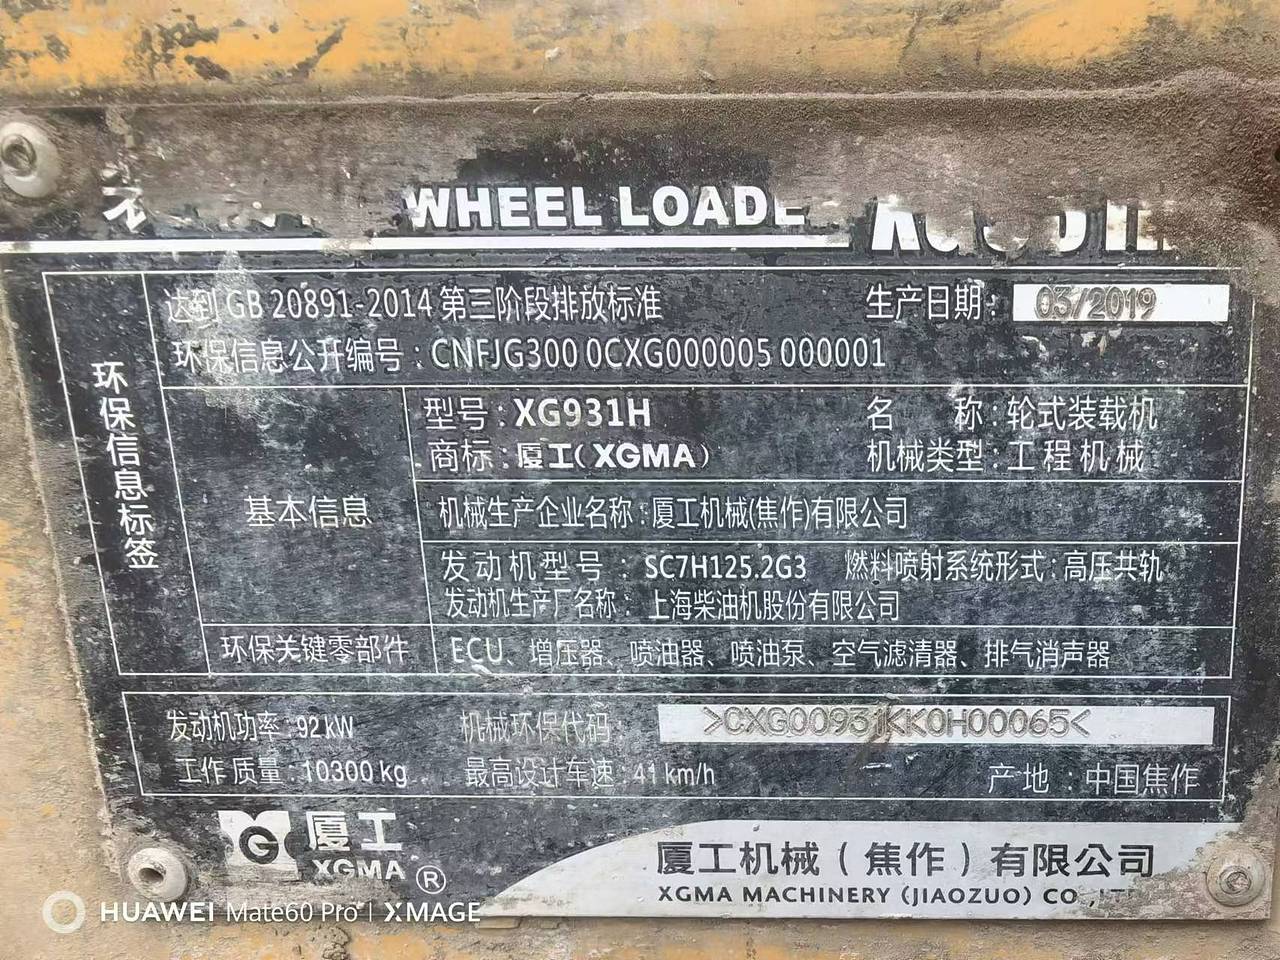 WHEEL LOADE
达到GB 20891-2014 第三阶段排放标准 生产日期: 03/2019
环保信息公开编号: CNFJG300 0CXG000005 000001
环保信息标签
基本信息
型号: XG931H 名 称: 轮式装载机
商标: 厦工(XGMA) 机械类型: 工程机械
机械生产企业名称: 厦工机械(焦作)有限公司
发动机型号: SC7H125.2G3 燃料喷射系统形式: 高压共轨
发动机生产厂名称: 上海柴油机股份有限公司
环保关键零部件 ECU、增压器、喷油器、喷油泵、空气滤清器、排气消声器
发动机功率: 92 kW 机械环保代码: >CXG00931KK0H00065<
工作质量: 10300 kg 最高设计车速: 41 km/h 产地: 中国焦作
G 厦工
XGMA ®
厦工机械(焦作)有限公司
XGMA MACHINERY (JIAOZUO) CO.,
HUAWEI Mate60 Pro | XMAGE